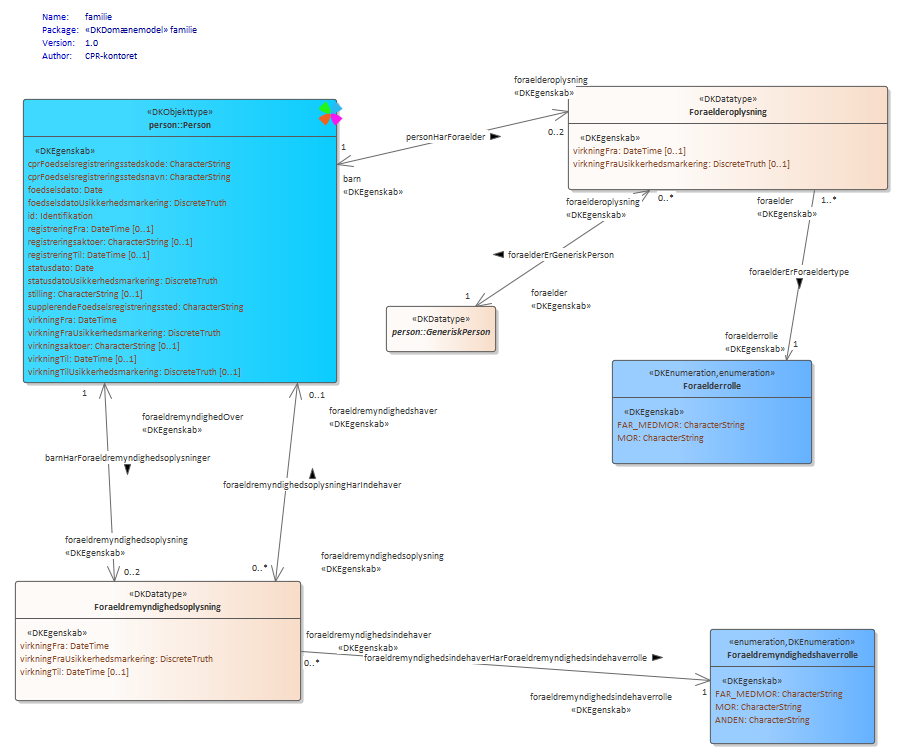 Name: familie
Package: «DKDomænemodel» familie
Version: 1.0
Author: CPR-kontoret
«DKObjekttype»
person::Person
«DKEgenskab»
cprFoedselsregistreringsstedskode: CharacterString
cprFoedselsregistreringsstedsnavn: CharacterString
foedselsdato: Date
foedselsdatoUsikkerhedsmarkering: DiscreteTruth
id: Identifikation
registreringFra: DateTime [0..1]
registreringsaktoer: CharacterString [0..1]
registreringTil: DateTime [0..1]
statusdato: Date
statusdatoUsikkerhedsmarkering: DiscreteTruth
stilling: CharacterString [0..1]
supplerendeFoedselsregistreringssted: CharacterString
virkningFra: DateTime
virkningFraUsikkerhedsmarkering: DiscreteTruth
virkningsaktoer: CharacterString [0..1]
virkningTil: DateTime [0..1]
virkningTilUsikkerhedsmarkering: DiscreteTruth [0..1]
foraelderoplysning
«DKEgenskab»
0..2
personHarForaelder
1
barn
«DKEgenskab»
«DKDatatype»
Foraelderoplysning
«DKEgenskab»
virkningFra: DateTime [0..1]
virkningFraUsikkerhedsmarkering: DiscreteTruth [0..1]
foraelderoplysning
«DKEgenskab»
0..*
foraelderErGeneriskPerson
1
foraelder
«DKEgenskab»
«DKDatatype»
person::GeneriskPerson
foraelder
«DKEgenskab»
1..*
foraelderErForaeldertype
foraelderrolle
«DKEgenskab»
1
«DKEnumeration,enumeration»
Foraelderrolle
«DKEgenskab»
FAR_MEDMOR: CharacterString
MOR: CharacterString
1
foraeldremyndighedOver
«DKEgenskab»
barnHarForaeldremyndighedsoplysninger
foraeldremyndighedsoplysning
«DKEgenskab»
0..2
0..1
foraeldremyndighedshaver
«DKEgenskab»
foraeldremyndighedsoplysningHarIndehaver
foraeldremyndighedsoplysning
«DKEgenskab»
0..*
«DKDatatype»
Foraeldremyndighedsoplysning
«DKEgenskab»
virkningFra: DateTime
virkningFraUsikkerhedsmarkering: DiscreteTruth
virkningTil: DateTime [0..1]
foraeldremyndighedsindehaver
«DKEgenskab»
0..*
foraeldremyndighedsindehaverHarForaeldremyndighedsindehaverrolle
1
foraeldremyndighedsindehaverrolle
«DKEgenskab»
«enumeration,DKEnumeration»
Foraeldremyndighedshaverrolle
«DKEgenskab»
FAR_MEDMOR: CharacterString
MOR: CharacterString
ANDEN: CharacterString